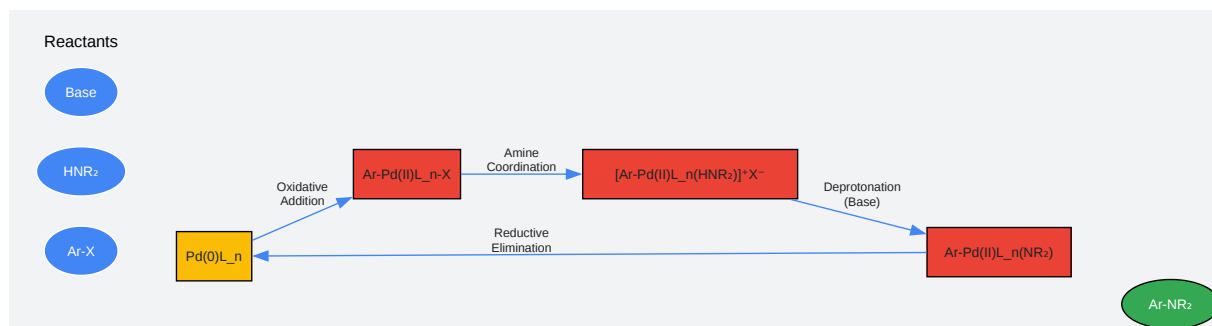 Reactants
Base
HNR₂
Ar-X
Pd(0)L_n
Oxidative
Addition
Ar-Pd(II)L_n-X
Amine
Coordination
[Ar-Pd(II)L_n(HNR₂)]⁺X⁻
Deprotonation
(Base)
Ar-Pd(II)L_n(NR₂)
Reductive
Elimination
Ar-NR₂